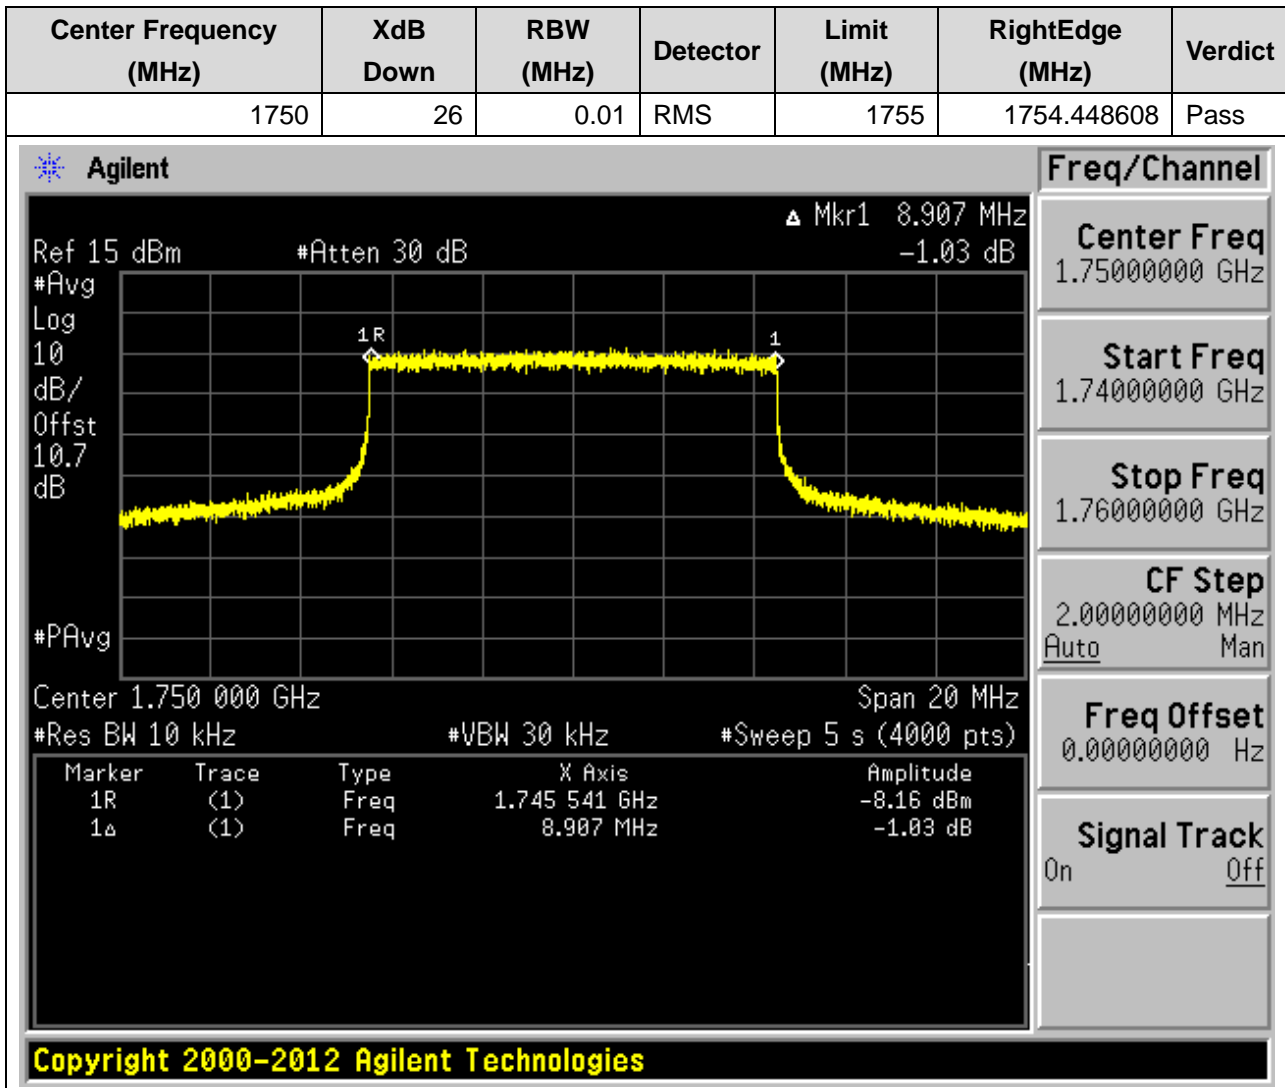 Center Frequency (MHz) XdB Down RBW (MHz) Detector Limit (MHz) RightEdge (MHz) Verdict
1750 26 0.01 RMS 1755 1754.448608 Pass
Agilent
Freq/Channel
Δ Mkr1 8.907 MHz
Ref 15 dBm #Atten 30 dB -1.03 dB
#Avg
Log
10
dB/
Offst
10.7
dB
#PAvg
1R
1
Center 1.750 000 GHz Span 20 MHz
#Res BW 10 kHz #VBW 30 kHz #Sweep 5 s (4000 pts)
Marker Trace Type X Axis Amplitude
1R (1) Freq 1.745 541 GHz -8.16 dBm
1Δ (1) Freq 8.907 MHz -1.03 dB
Center Freq
1.75000000 GHz
Start Freq
1.74000000 GHz
Stop Freq
1.76000000 GHz
CF Step
2.00000000 MHz
Auto Man
Freq Offset
0.00000000 Hz
Signal Track
On Off
Copyright 2000-2012 Agilent Technologies